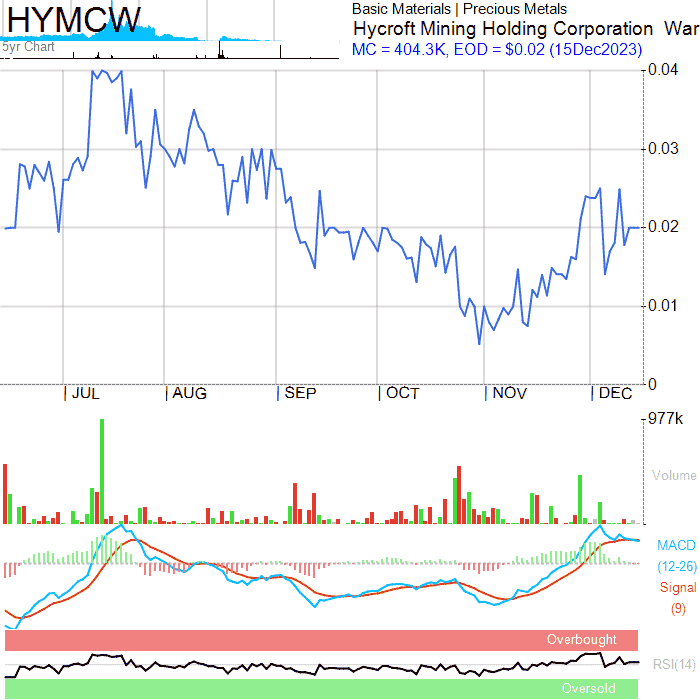 HYMCW
5yr Chart
Basic Materials | Precious Metals
Hycroft Mining Holding Corporation War
MC = 404.3K, EOD = $0.02 (15Dec2023)
0.04
0.03
0.02
0.01
0
| JUL | AUG | SEP | OCT | NOV | DEC
977k
Volume
MACD
(12-26)
Signal
(9)
Overbought
RSI(14)
Oversold